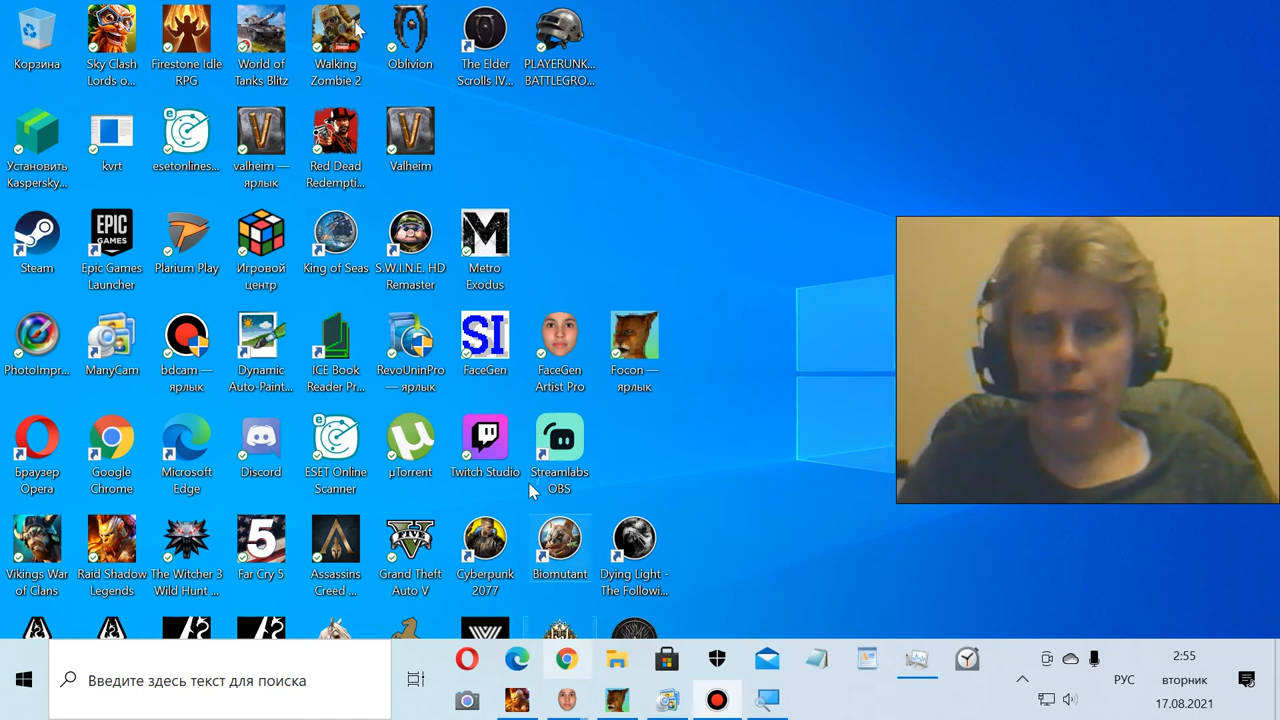 Корзина
Sky Clash
Lords o...
Firestone Idle
RPG
World of
Tanks Blitz
Walking
Zombie 2
Oblivion
The Elder
Scrolls IV...
PLAYERUNK...
BATTLEGRO...
Установить
Kaspersky...
kvrt
esetonlines...
valheim —
ярлык
Red Dead
Redempti...
Valheim
Steam
EPIC
GAMES
Epic Games
Launcher
Plarium Play
Игровой
центр
King of Seas
S.W.I.N.E. HD
Remaster
Metro
Exodus
PhotoImpr...
ManyCam
bdcam —
ярлык
Dynamic
Auto-Paint...
ICE Book
Reader Pr...
RevoUninPro
— ярлык
SI
FaceGen
FaceGen
Artist Pro
Focon —
ярлык
Браузер
Opera
Google
Chrome
Microsoft
Edge
Discord
ESET Online
Scanner
µTorrent
Twitch Studio
Streamlabs
OBS
Vikings War
of Clans
Raid Shadow
Legends
The Witcher 3
Wild Hunt ...
5
Far Cry 5
Assassins
Creed ...
FIVE
Grand Theft
Auto V
Cyberpunk
2077
Biomutant
Dying Light -
The Followi...
Введите здесь текст для поиска
РУС
2:55
вторник
17.08.2021